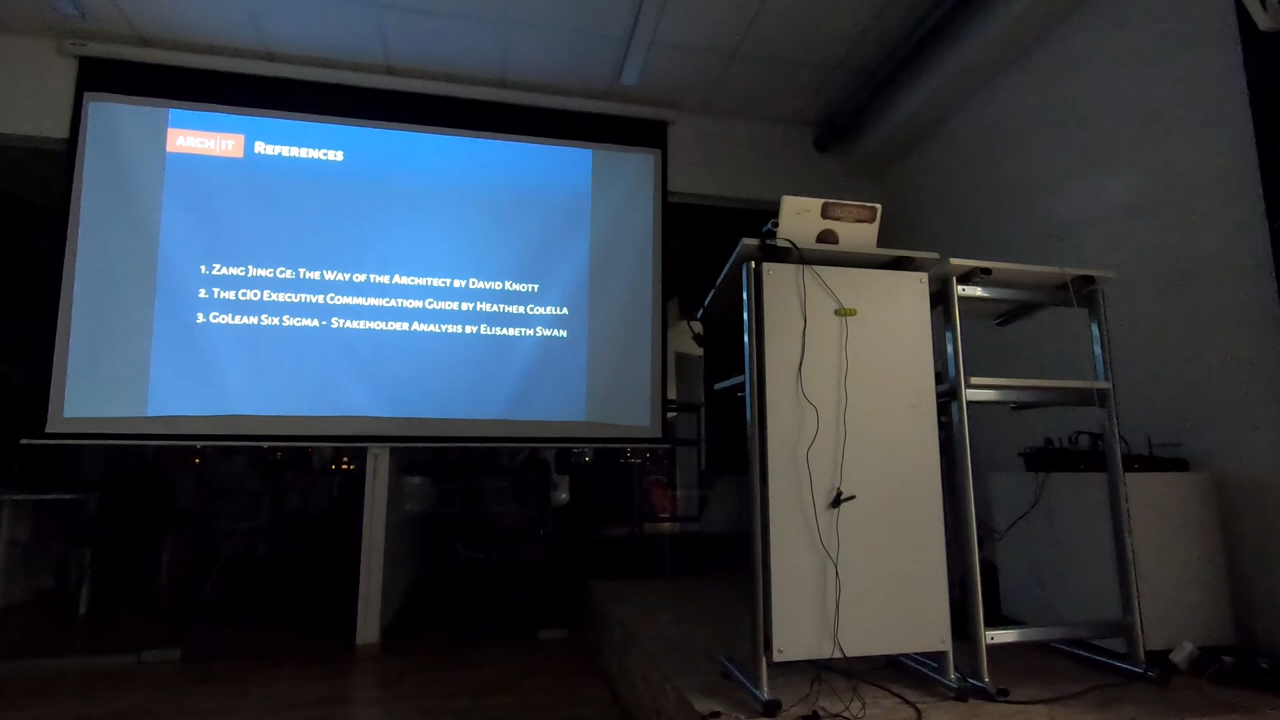 ARCH|IT
References
1. Zang Jing Ge: The Way of the Architect by David Knott
2. The CIO Executive Communication Guide by Heather Colella
3. GoLean Six Sigma - Stakeholder Analysis by Elisabeth Swan